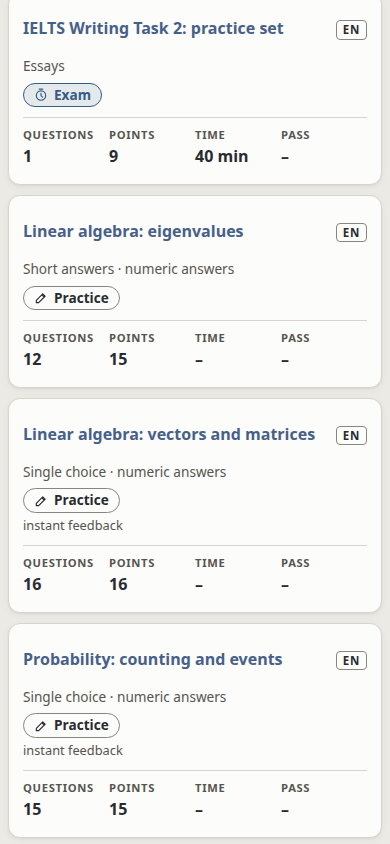 IELTS Writing Task 2: practice set EN
Essays
Exam
QUESTIONS POINTS TIME PASS
1 9 40 min –
Linear algebra: eigenvalues EN
Short answers · numeric answers
Practice
QUESTIONS POINTS TIME PASS
12 15 – –
Linear algebra: vectors and matrices EN
Single choice · numeric answers
Practice
instant feedback
QUESTIONS POINTS TIME PASS
16 16 – –
Probability: counting and events EN
Single choice · numeric answers
Practice
instant feedback
QUESTIONS POINTS TIME PASS
15 15 – –